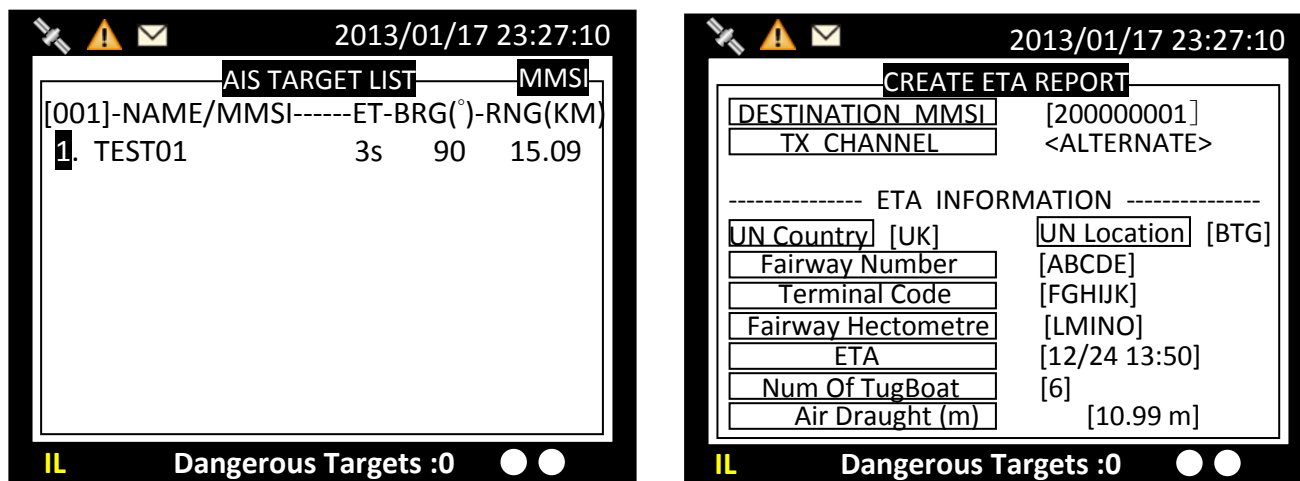 2013/01/17 23:27:10
AIS TARGET LIST MMSI
[001]-NAME/MMSI------ET-BRG(°)-RNG(KM)
1. TEST01 3s 90 15.09
IL Dangerous Targets :0
2013/01/17 23:27:10
CREATE ETA REPORT
DESTINATION MMSI [200000001]
TX CHANNEL <ALTERNATE>
--------------- ETA INFORMATION ---------------
UN Country [UK] UN Location [BTG]
Fairway Number [ABCDE]
Terminal Code [FGHIJK]
Fairway Hectometre [LMINO]
ETA [12/24 13:50]
Num Of TugBoat [6]
Air Draught (m) [10.99 m]
IL Dangerous Targets :0